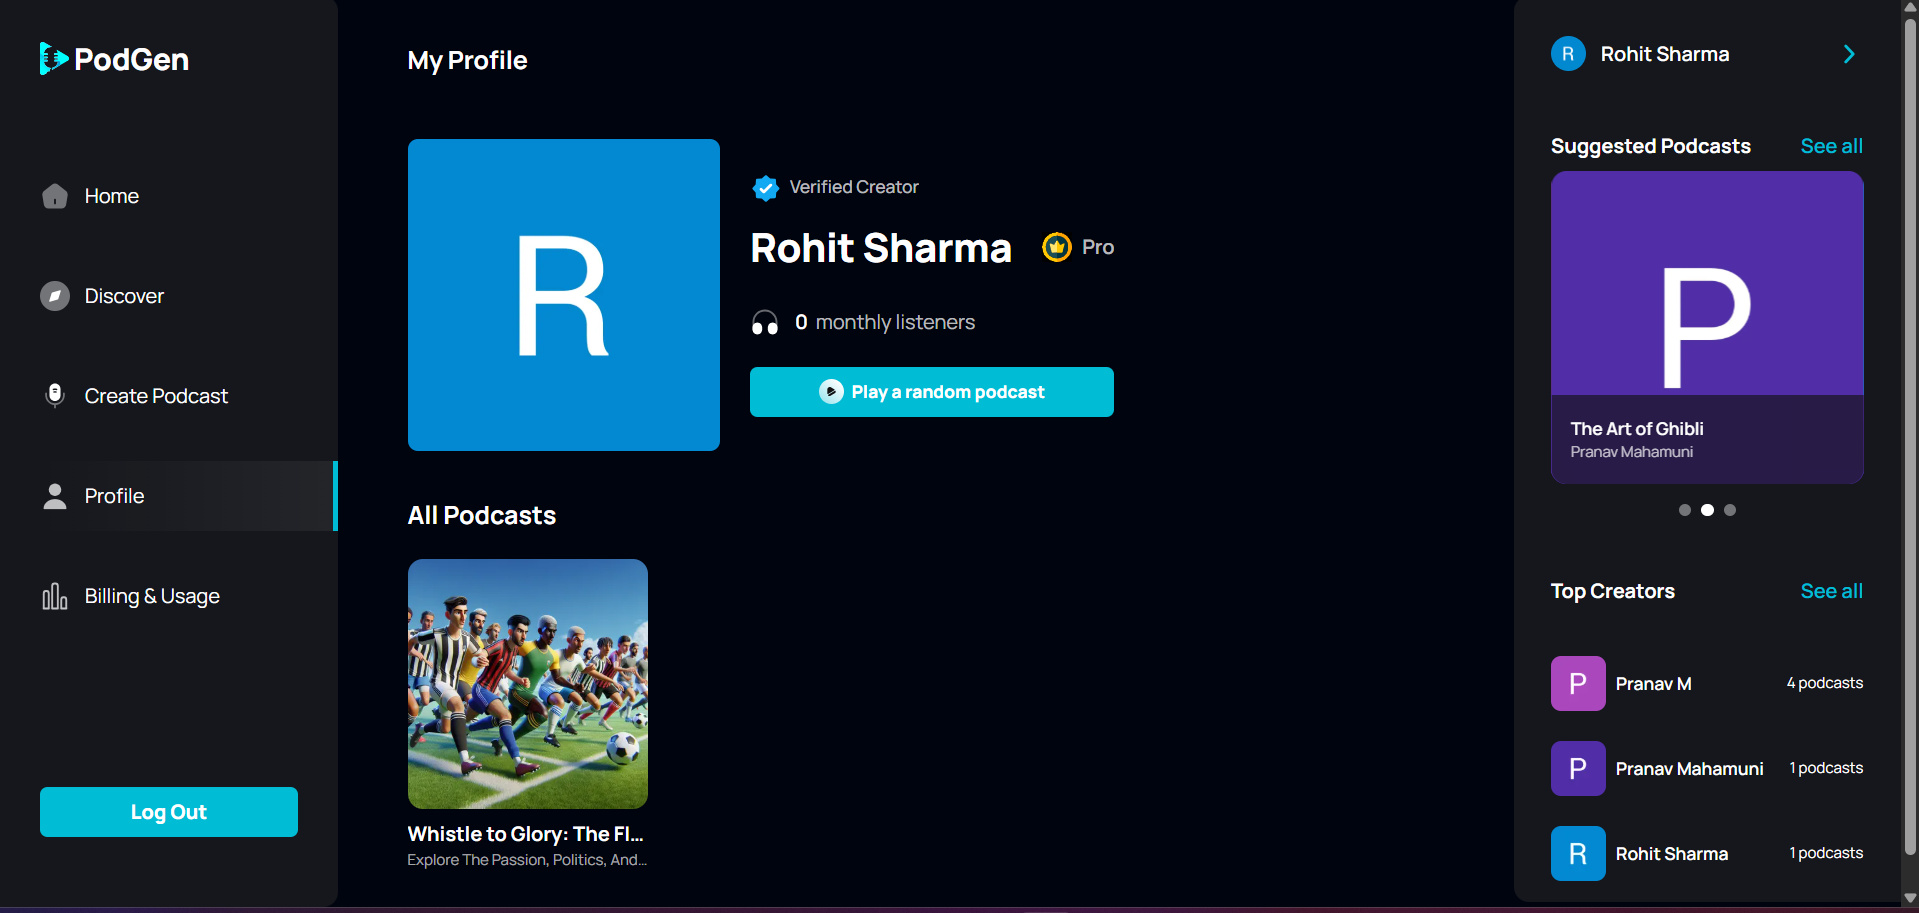 PodGen
Home
Discover
Create Podcast
Profile
Billing & Usage
Log Out
My Profile
R
Verified Creator
Rohit Sharma
Pro
0 monthly listeners
Play a random podcast
All Podcasts
Whistle to Glory: The Fl...
Explore The Passion, Politics, And...
R
Rohit Sharma
Suggested Podcasts
See all
P
The Art of Ghibli
Pranav Mahamuni
Top Creators
See all
P
Pranav M
4 podcasts
P
Pranav Mahamuni
1 podcasts
R
Rohit Sharma
1 podcasts